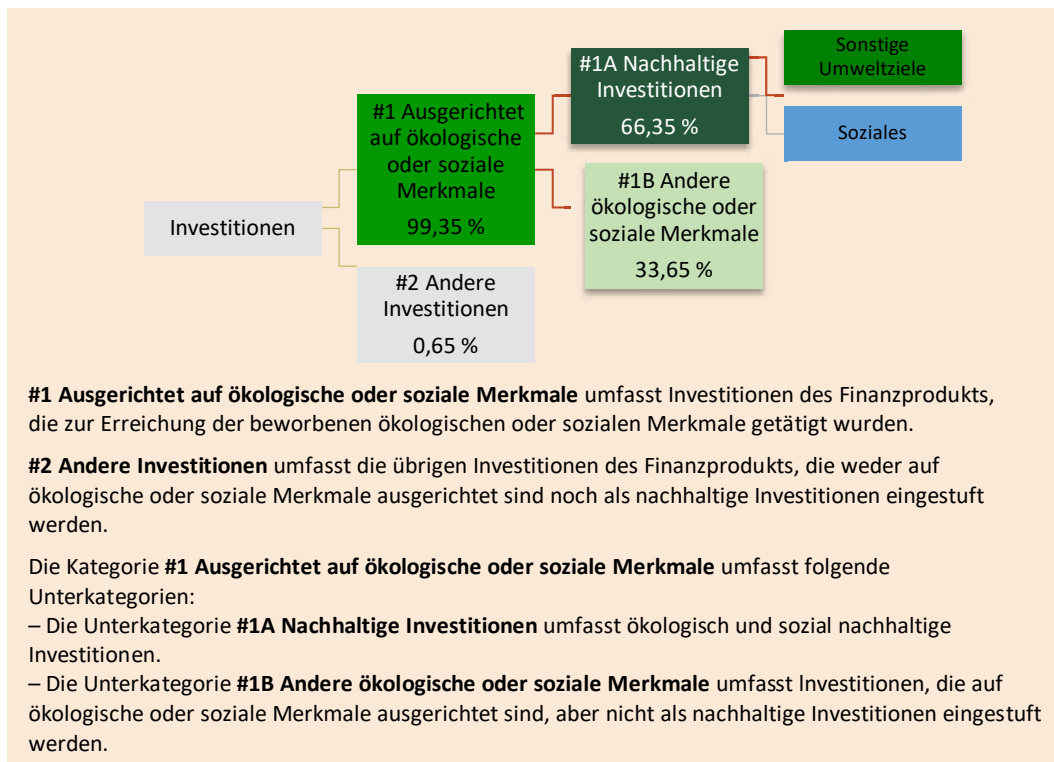 Sonstige
Umweltziele
#1A Nachhaltige
Investitionen
66,35 %
Soziales
#1 Ausgerichtet
auf ökologische
oder soziale
Merkmale
99,35 %
#1B Andere
ökologische oder
soziale Merkmale
33,65 %
Investitionen
#2 Andere
Investitionen
0,65 %
#1 Ausgerichtet auf ökologische oder soziale Merkmale umfasst Investitionen des Finanzprodukts,
die zur Erreichung der beworbenen ökologischen oder sozialen Merkmale getätigt wurden.
#2 Andere Investitionen umfasst die übrigen Investitionen des Finanzprodukts, die weder auf
ökologische oder soziale Merkmale ausgerichtet sind noch als nachhaltige Investitionen eingestuft
werden.
Die Kategorie #1 Ausgerichtet auf ökologische oder soziale Merkmale umfasst folgende
Unterkategorien:
– Die Unterkategorie #1A Nachhaltige Investitionen umfasst ökologisch und sozial nachhaltige
Investitionen.
– Die Unterkategorie #1B Andere ökologische oder soziale Merkmale umfasst Investitionen, die auf
ökologische oder soziale Merkmale ausgerichtet sind, aber nicht als nachhaltige Investitionen eingestuft
werden.